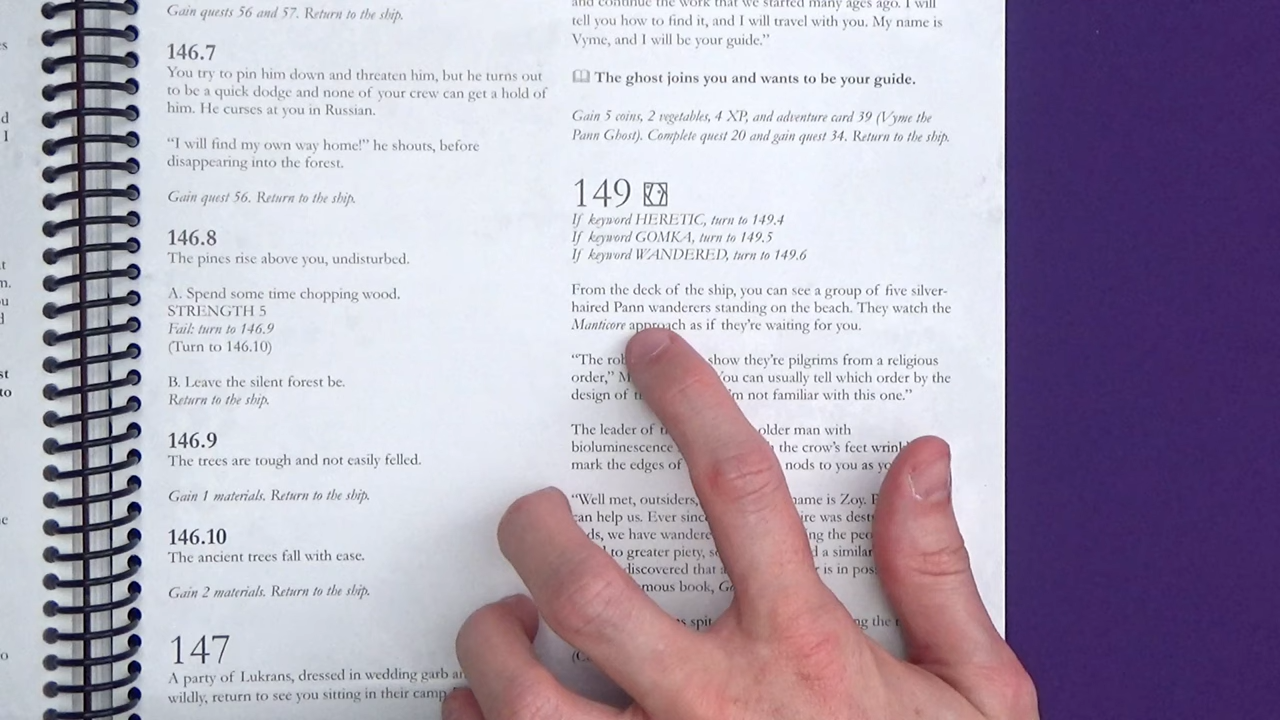 Gain quests 56 and 57. Return to the ship.
146.7
You try to pin him down and threaten him, but he turns out
to be a quick dodge and none of your crew can get a hold of
him. He curses at you in Russian.
“I will find my own way home!” he shouts, before
disappearing into the forest.
Gain quest 56. Return to the ship.
146.8
The pines rise above you, undisturbed.
A. Spend some time chopping wood.
STRENGTH 5
Fail: turn to 146.9
(Turn to 146.10)
B. Leave the silent forest be.
Return to the ship.
146.9
The trees are tough and not easily felled.
Gain 1 materials. Return to the ship.
146.10
The ancient trees fall with ease.
Gain 2 materials. Return to the ship.
147
A party of Lukrans, dressed in wedding garb
wildly, return to see you sitting in their camp
and continue the work that we started many ages ago. I will
tell you how to find it, and I will travel with you. My name is
Vyme, and I will be your guide.”
The ghost joins you and wants to be your guide.
Gain 5 coins, 2 vegetables, 4 XP, and adventure card 39 (Vyme the
Pann Ghost). Complete quest 20 and gain quest 34. Return to the ship.
149
If keyword HERETIC, turn to 149.4
If keyword GOMKA, turn to 149.5
If keyword WANDERED, turn to 149.6
From the deck of the ship, you can see a group of five silver-
haired Pann wanderers standing on the beach. They watch the
Manticore approach as if they’re waiting for you.
“The show they’re pilgrims from a religious
order,” You can usually tell which order by the
design of I’m not familiar with this one.”
The leader of older man with
bioluminescence the crow’s feet
mark the edges of nods to you as
“Well met, outsiders, name is Zoy.
can help us. Ever since was
we have the
to greater piety, a similar
discovered that is in
book,
the